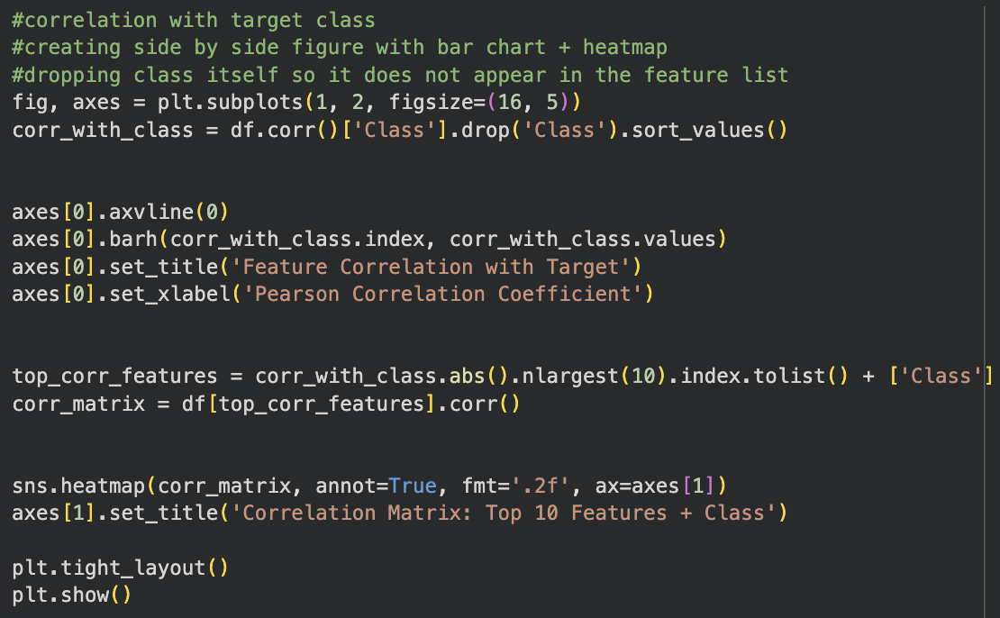 #correlation with target class
#creating side by side figure with bar chart + heatmap
#dropping class itself so it does not appear in the feature list
fig, axes = plt.subplots(1, 2, figsize=(16, 5))
corr_with_class = df.corr()['Class'].drop('Class').sort_values()
axes[0].axvline(0)
axes[0].barh(corr_with_class.index, corr_with_class.values)
axes[0].set_title('Feature Correlation with Target')
axes[0].set_xlabel('Pearson Correlation Coefficient')
top_corr_features = corr_with_class.abs().nlargest(10).index.tolist() + ['Class']
corr_matrix = df[top_corr_features].corr()
sns.heatmap(corr_matrix, annot=True, fmt='.2f', ax=axes[1])
axes[1].set_title('Correlation Matrix: Top 10 Features + Class')
plt.tight_layout()
plt.show()